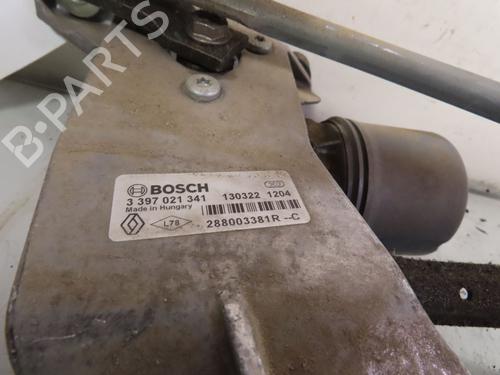 B-PARTS
BOSCH
3 397 021 341 130322 1204
Made in Hungary
L78
288003381R --C